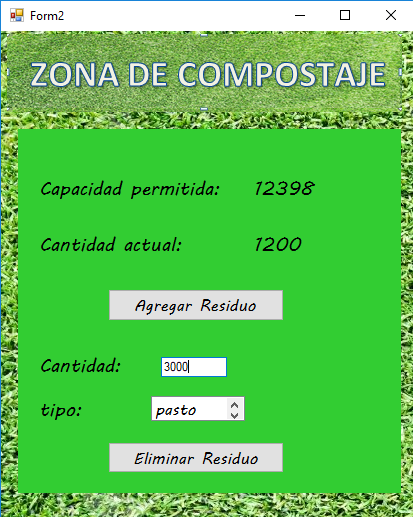 Form2
ZONA DE COMPOSTAJE
Capacidad permitida: 12398
Cantidad actual: 1200
Agregar Residuo
Cantidad: 3000
tipo: pasto
Eliminar Residuo